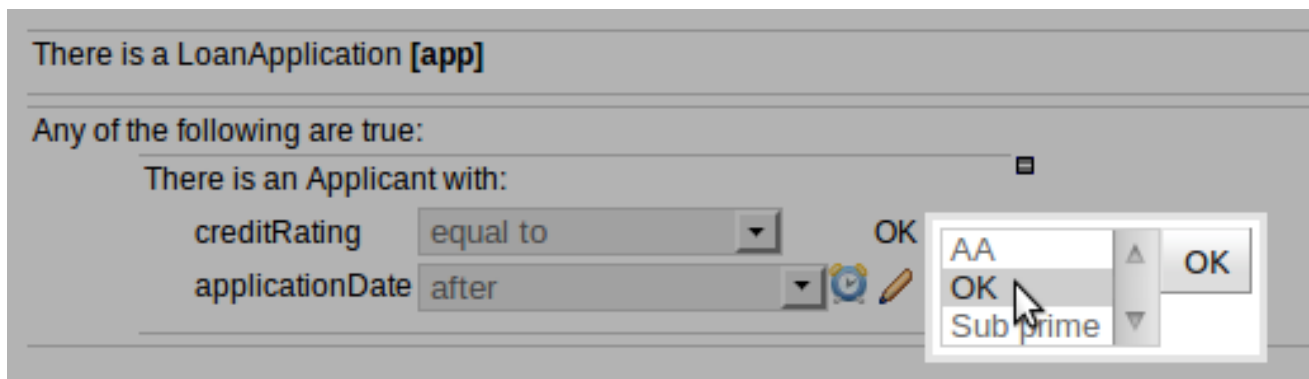 There is a LoanApplication [app]
Any of the following are true:
There is an Applicant with:
creditRating equal to OK
applicationDate after
AA
OK
Sub prime
OK